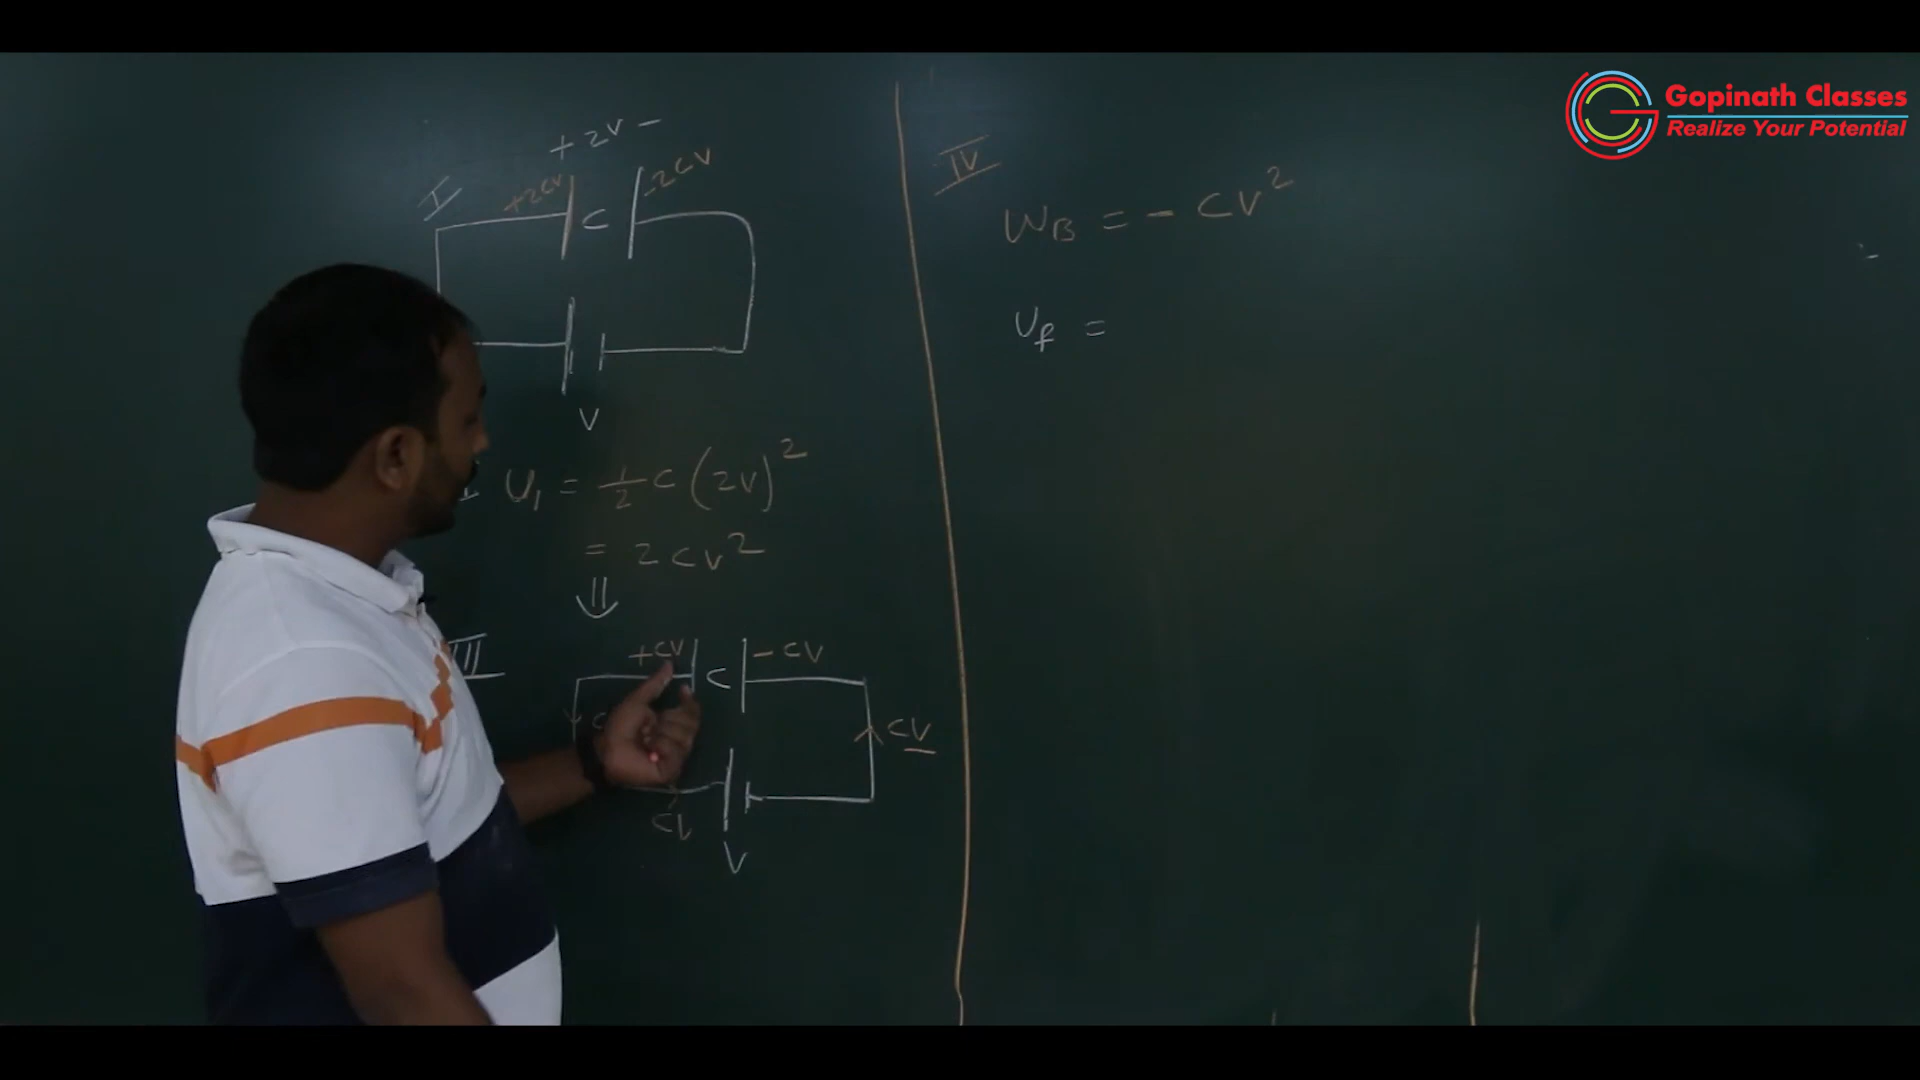 Gopinath Classes
Realize Your Potential
I
+ 2V -
+2CV
-2CV
C
V
U₁ = 1/2 C (2V)²
= 2CV²
⇓
III
+CV
- CV
C
CV
V
IV
W_B = - CV²
U_f =